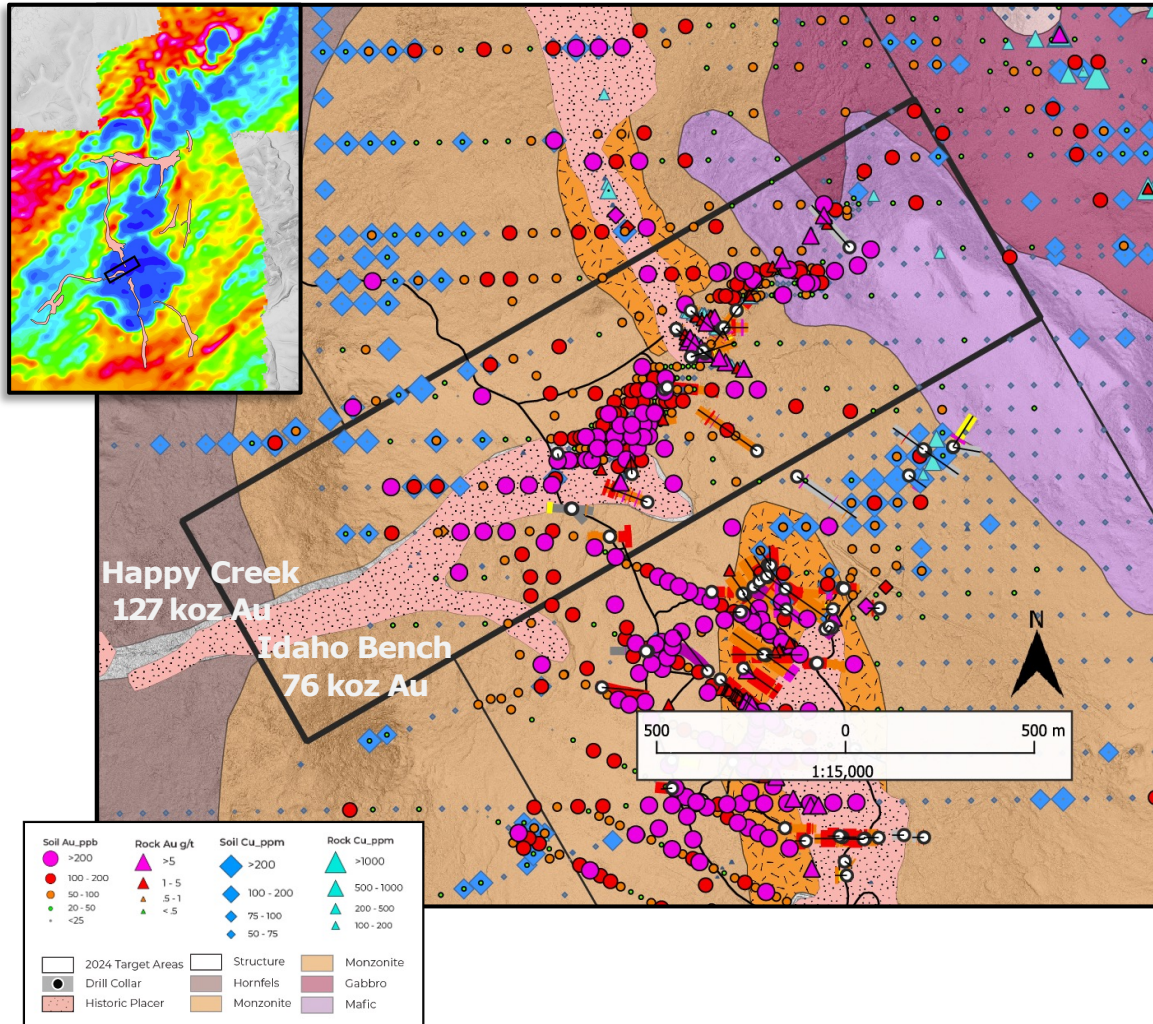 Happy Creek
127 koz Au
Idaho Bench
76 koz Au
N
500 0 500 m
1:15,000
Soil Au_ppb
>200
100 - 200
50 - 100
20 - 50
<25
Rock Au g/t
>5
1 - 5
.5 - 1
< .5
Soil Cu_ppm
>200
100 - 200
75 - 100
50 - 75
Rock Cu_ppm
>1000
500 - 1000
200 - 500
100 - 200
2024 Target Areas
Drill Collar
Historic Placer
Structure
Hornfels
Monzonite
Monzonite
Gabbro
Mafic